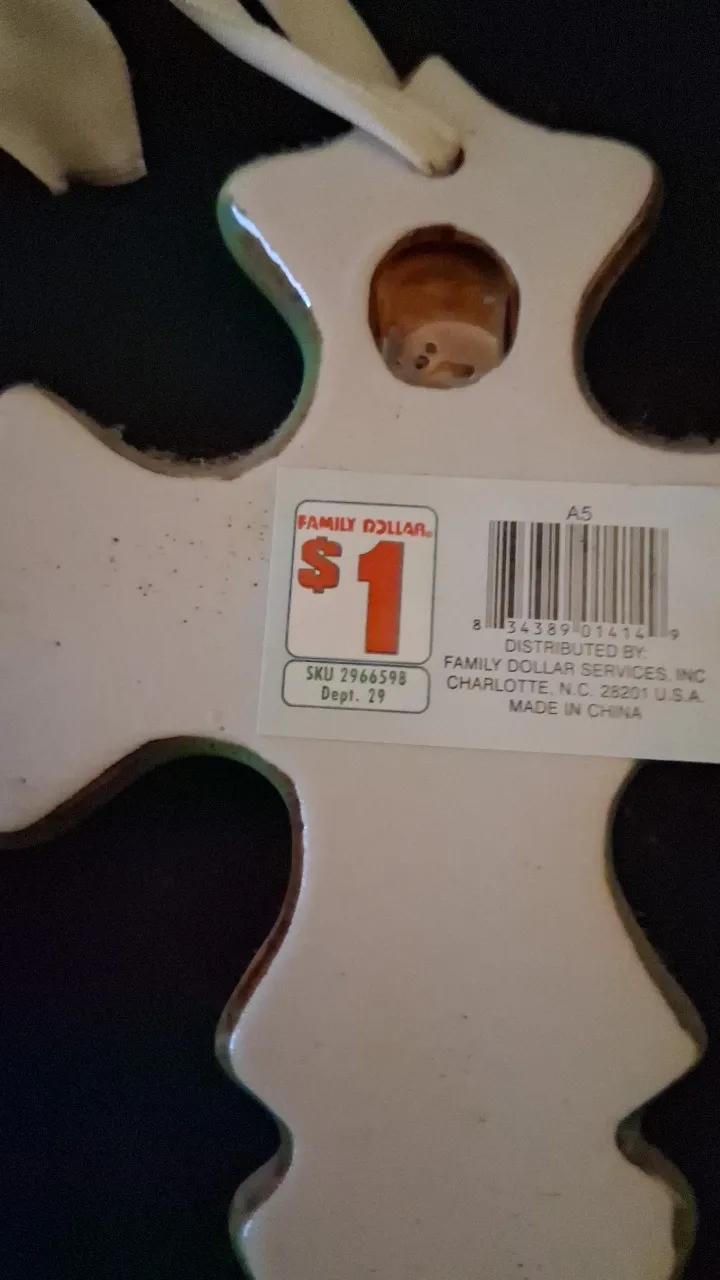 FAMILY DOLLAR®
$1
SKU 2966598
Dept. 29
A5
8 34389 01414 9
DISTRIBUTED BY:
FAMILY DOLLAR SERVICES, INC
CHARLOTTE, N.C. 28201 U.S.A.
MADE IN CHINA